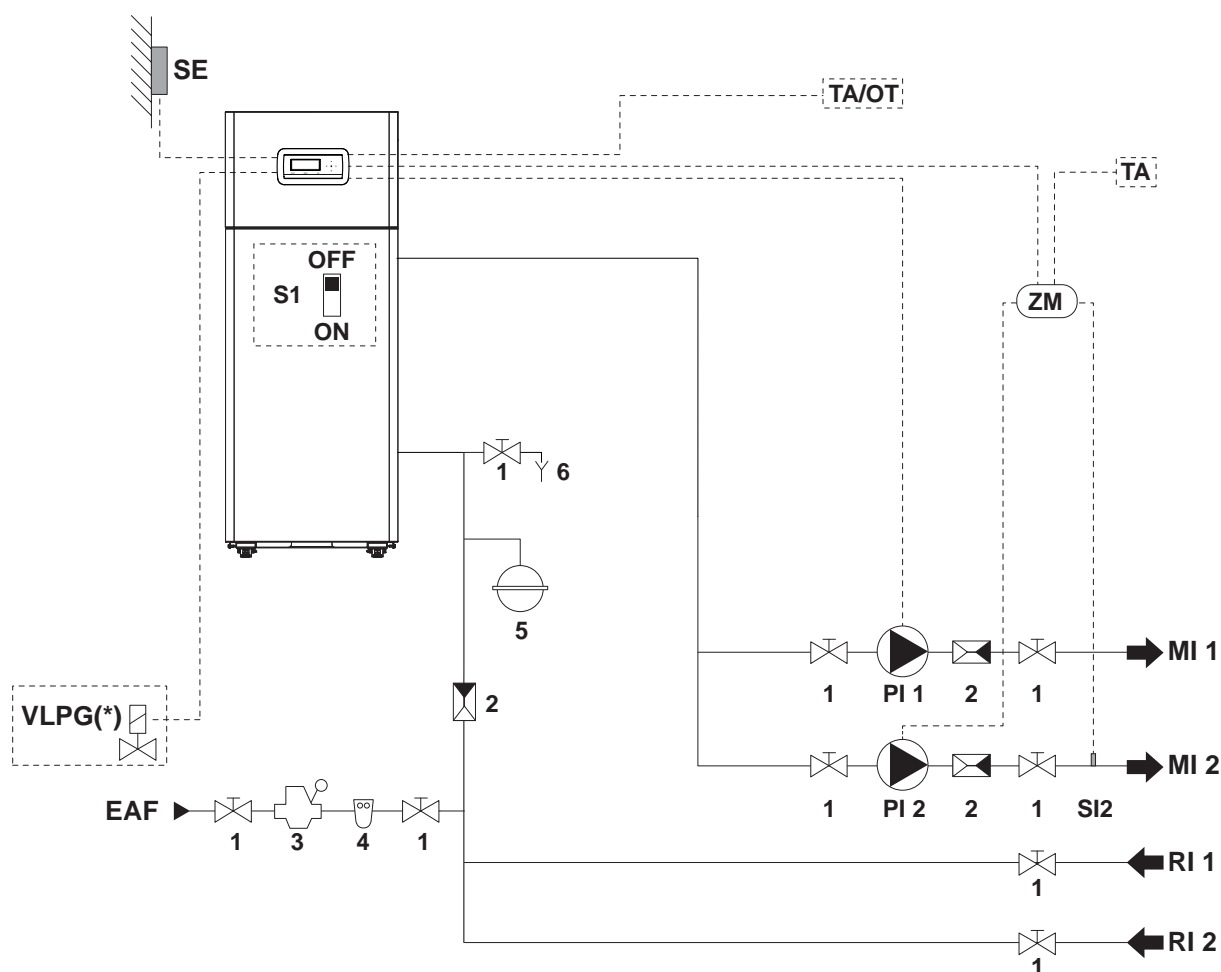 SE
TA/OT
TA
OFF
S1
ON
ZM
1 6
5
1 PI 1 2 1 MI 1
2
VLPG(*)
1 PI 2 2 1 SI2 MI 2
EAF
1 3 4 1
RI 1
1
RI 2
1